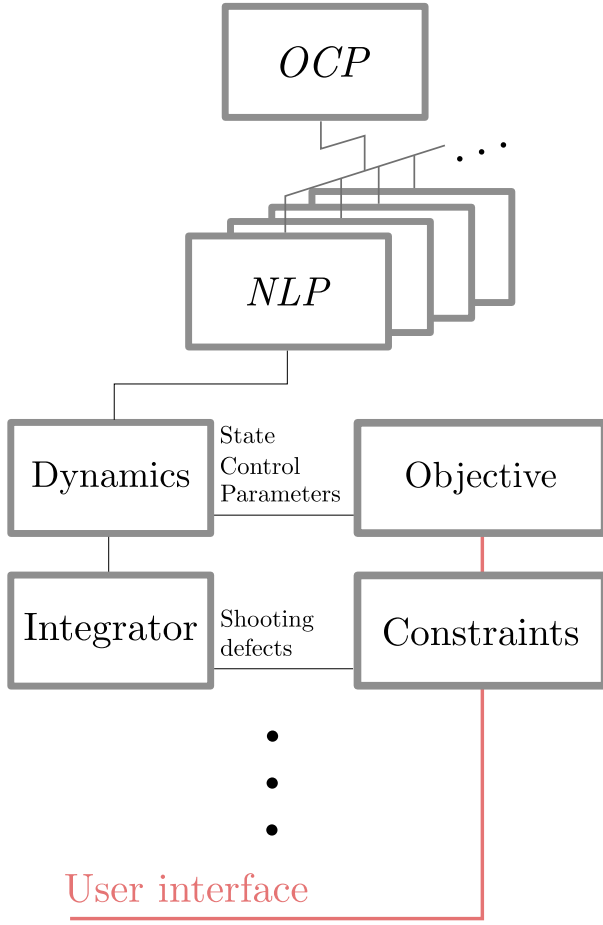 OCP
NLP
Dynamics
State
Control
Parameters
Objective
Integrator
Shooting
defects
Constraints
User interface